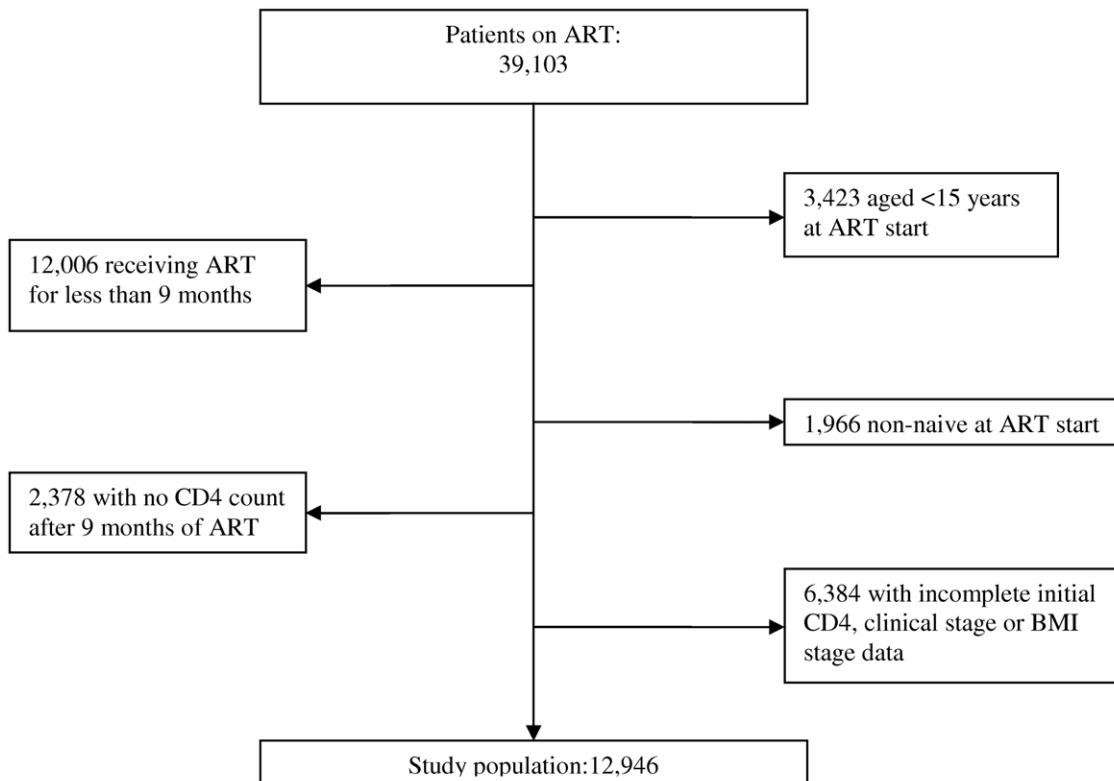 Patients on ART:
39,103
3,423 aged <15 years
at ART start
12,006 receiving ART
for less than 9 months
1,966 non-naive at ART start
2,378 with no CD4 count
after 9 months of ART
6,384 with incomplete initial
CD4, clinical stage or BMI
stage data
Study population:12,946